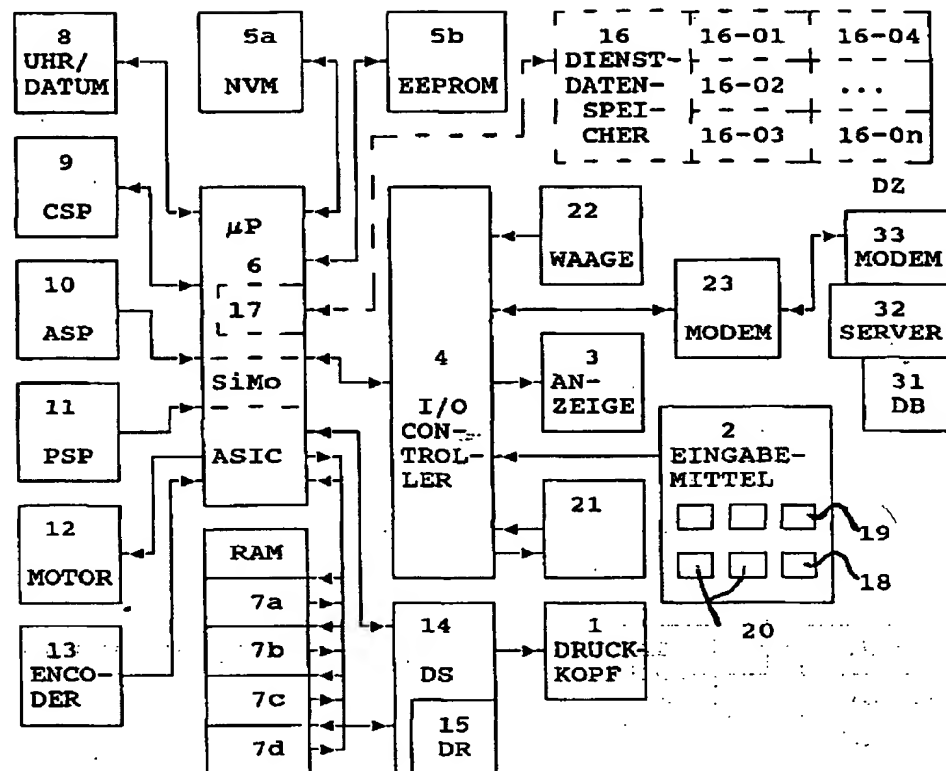 8
UHR/
DATUM
5a
NVM
5b
EEPROM
16
DIENST-
DATEN-
SPEI-
CHER
16-01
16-04
16-02
...
16-03
16-0n
9
CSP
DZ
µP
6
17
SiMo
ASIC
22
WAAGE
33
MODEM
10
ASP
23
MODEM
32
SERVER
4
I/O
CON-
TROL-
LER
3
AN-
ZEIGE
31
DB
11
PSP
2
EINGABE-
MITTEL
21
19
12
MOTOR
18
RAM
7a
7b
7c
7d
20
13
ENCO-
DER
14
DS
1
DRUCK-
KOPF
15
DR